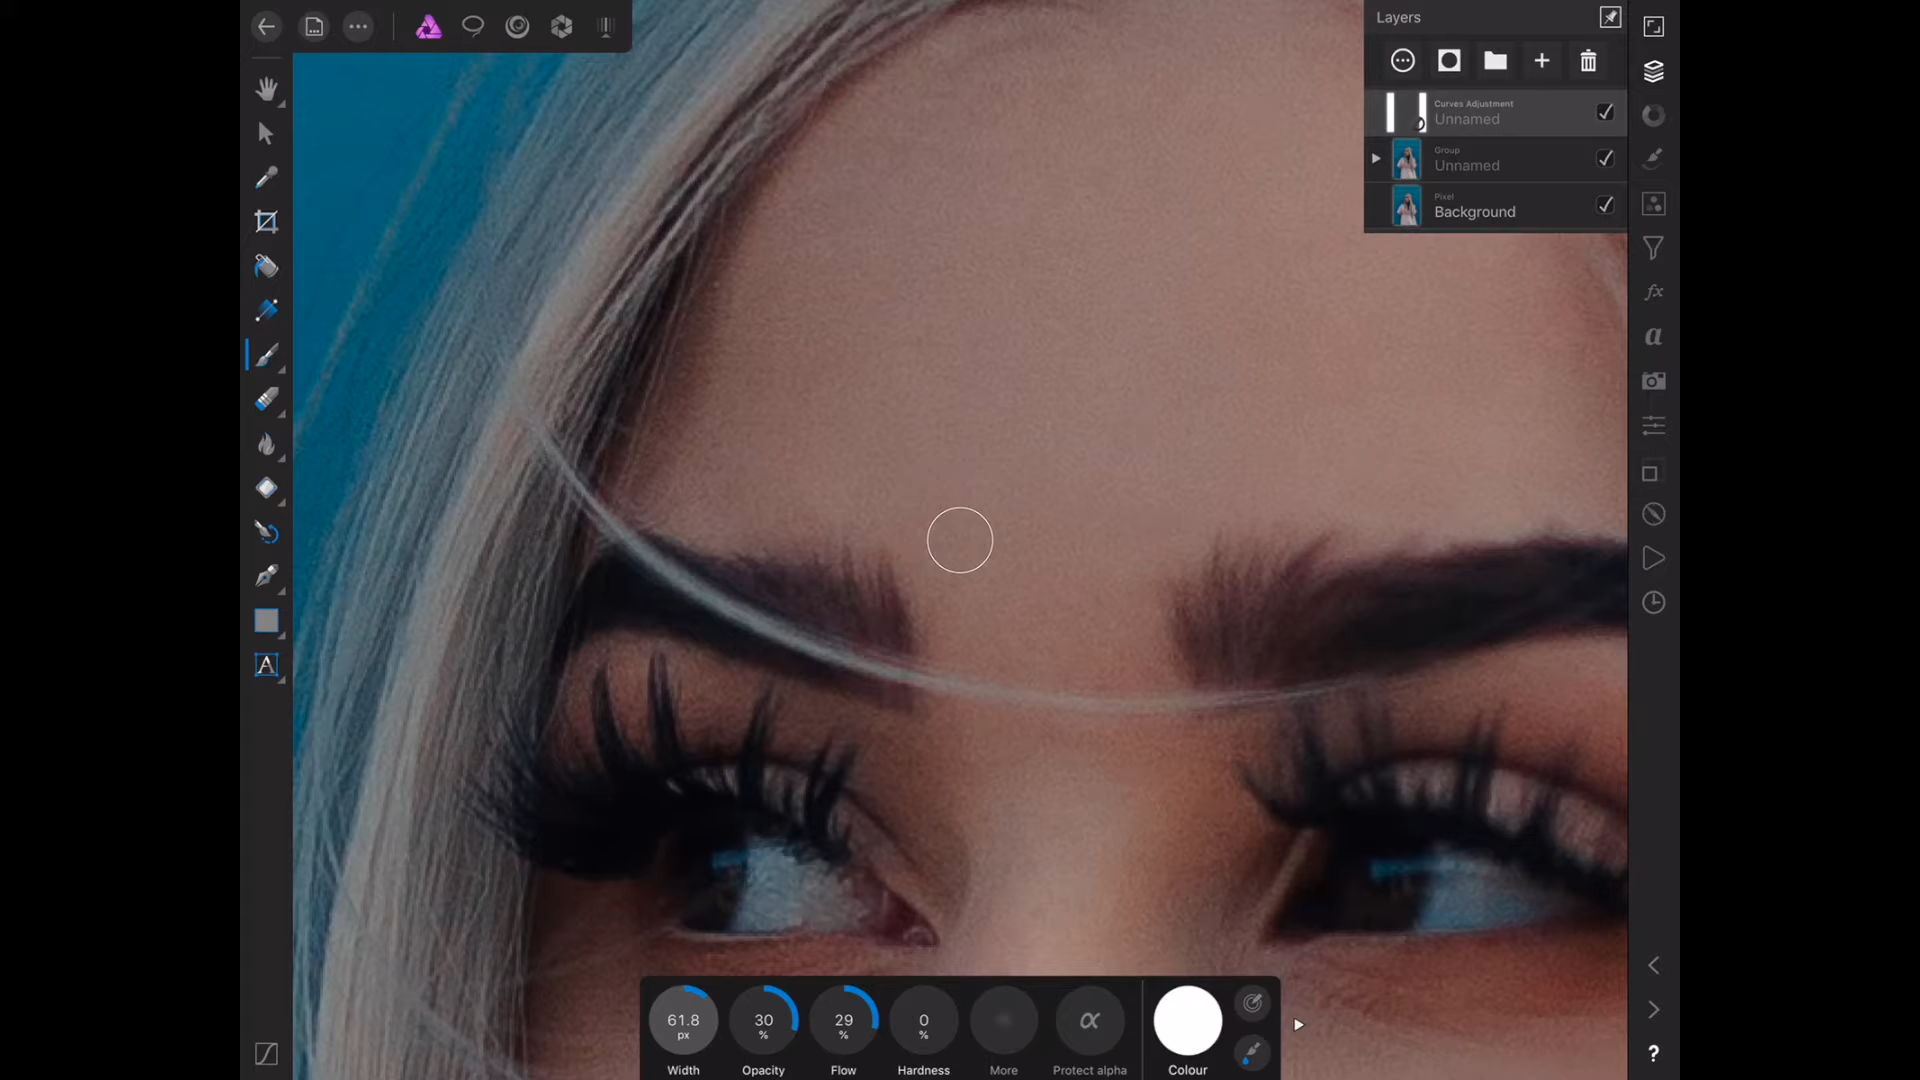 Layers
Curves Adjustment
Unnamed
Group
Unnamed
Pixel
Background
fx
a
A
61.8
px
30
%
29
%
0
%
α
Width
Opacity
Flow
Hardness
More
Protect alpha
Colour
?